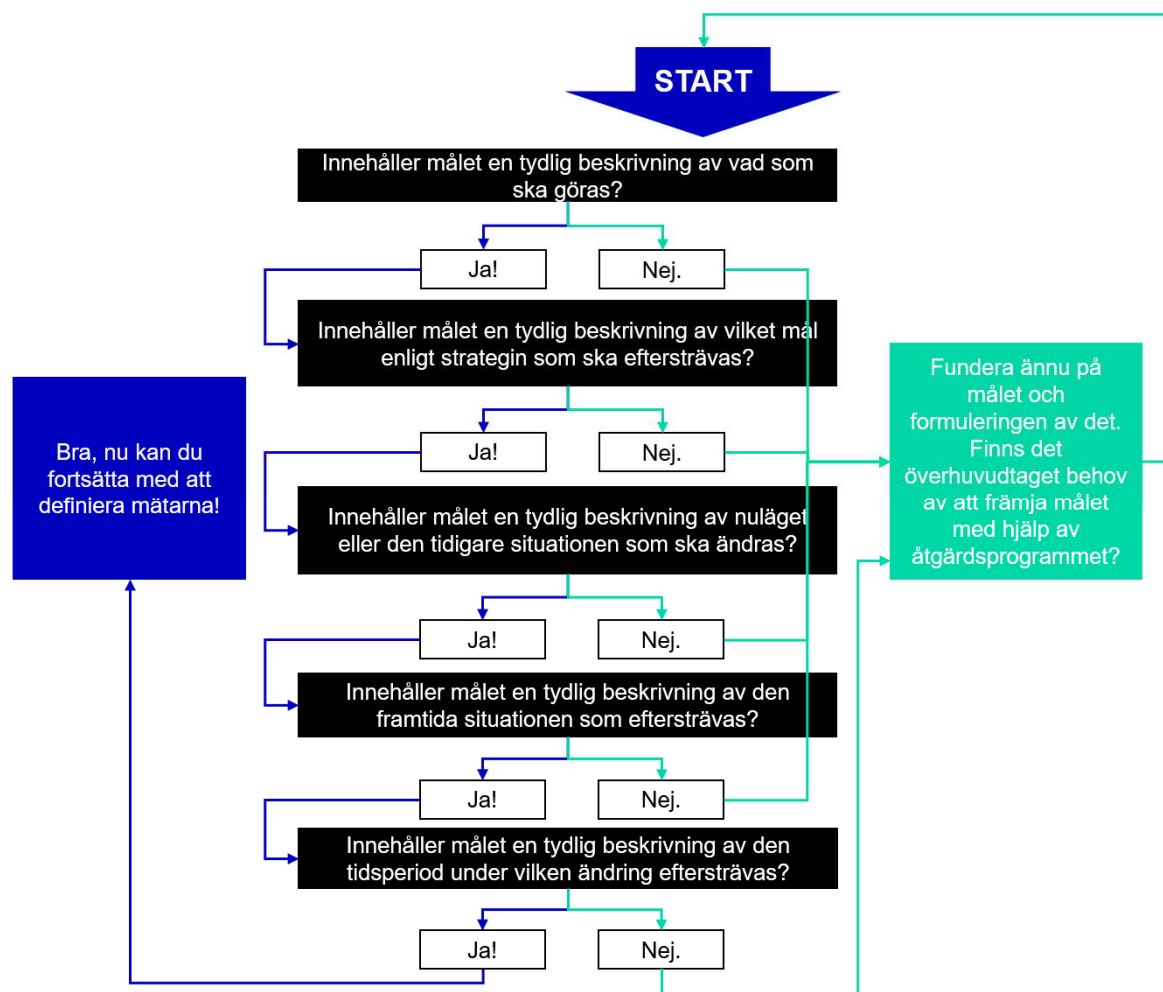 START
Innehåller målet en tydlig beskrivning av vad som
ska göras?
Ja!
Nej.
Innehåller målet en tydlig beskrivning av vilket mål
enligt strategin som ska eftersträvas?
Ja!
Nej.
Innehåller målet en tydlig beskrivning av nuläget
eller den tidigare situationen som ska ändras?
Ja!
Nej.
Innehåller målet en tydlig beskrivning av den
framtida situationen som eftersträvas?
Ja!
Nej.
Innehåller målet en tydlig beskrivning av den
tidsperiod under vilken ändring eftersträvas?
Ja!
Nej.
Bra, nu kan du
fortsätta med att
definiera mätarna!
Fundera ännu på
målet och
formuleringen av det.
Finns det
överhuvudtaget behov
av att främja målet
med hjälp av
åtgärdsprogrammet?